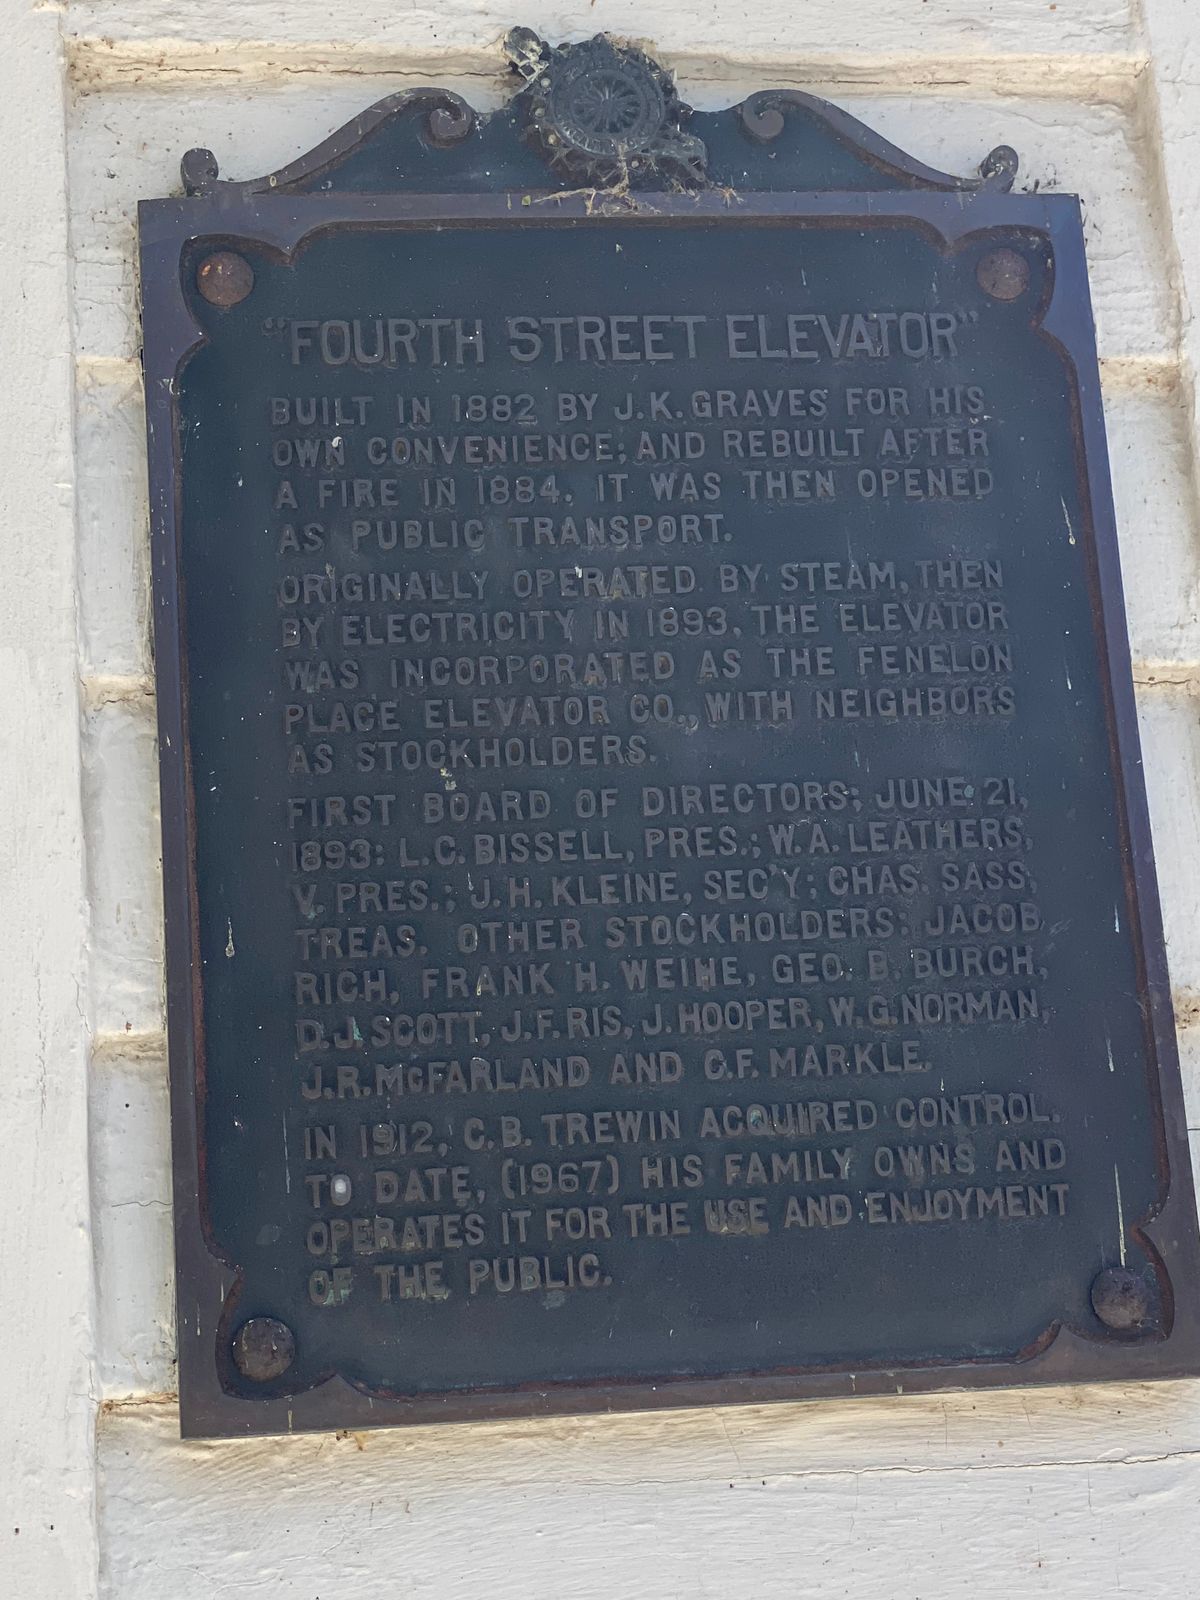 "FOURTH STREET ELEVATOR"
BUILT IN 1882 BY J.K. GRAVES FOR HIS
OWN CONVENIENCE; AND REBUILT AFTER
A FIRE IN 1884. IT WAS THEN OPENED
AS PUBLIC TRANSPORT.
ORIGINALLY OPERATED BY STEAM, THEN
BY ELECTRICITY IN 1893. THE ELEVATOR
WAS INCORPORATED AS THE FENELON
PLACE ELEVATOR CO., WITH NEIGHBORS
AS STOCKHOLDERS.
FIRST BOARD OF DIRECTORS; JUNE 21,
1893: L.C. BISSELL, PRES.; W.A. LEATHERS,
V. PRES.; J.H. KLEINE, SEC'Y; CHAS. SASS,
TREAS. OTHER STOCKHOLDERS: JACOB
RICH, FRANK H. WEIHE, GEO. B. BURCH,
D.J. SCOTT, J.F. RIS, J. HOOPER, W.G. NORMAN,
J.R. McFARLAND AND C.F. MARKLE.
IN 1912, C.B. TREWIN ACQUIRED CONTROL.
TO DATE, (1967) HIS FAMILY OWNS AND
OPERATES IT FOR THE USE AND ENJOYMENT
OF THE PUBLIC.